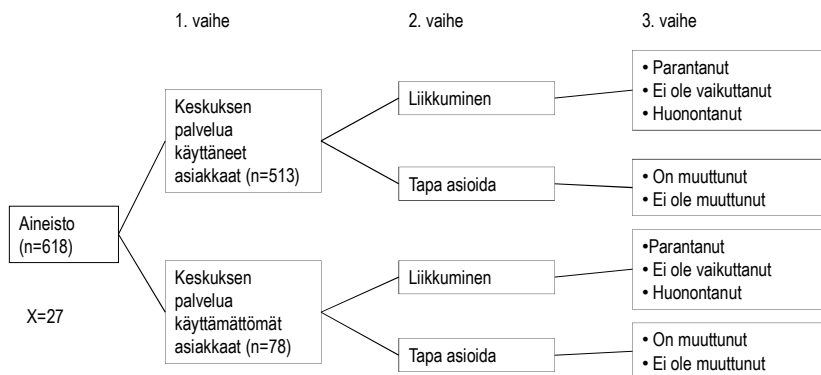 1. vaihe
2. vaihe
3. vaihe
Aineisto
(n=618)
X=27
Keskuksen
palvelua
käyttäneet
asiakkaat (n=513)
Liikkuminen
• Parantanut
• Ei ole vaikuttanut
• Huonontanut
Tapa asioida
• On muuttunut
• Ei ole muuttunut
Keskuksen
palvelua
käyttämättömät
asiakkaat (n=78)
Liikkuminen
•Parantanut
• Ei ole vaikuttanut
• Huonontanut
Tapa asioida
• On muuttunut
• Ei ole muuttunut